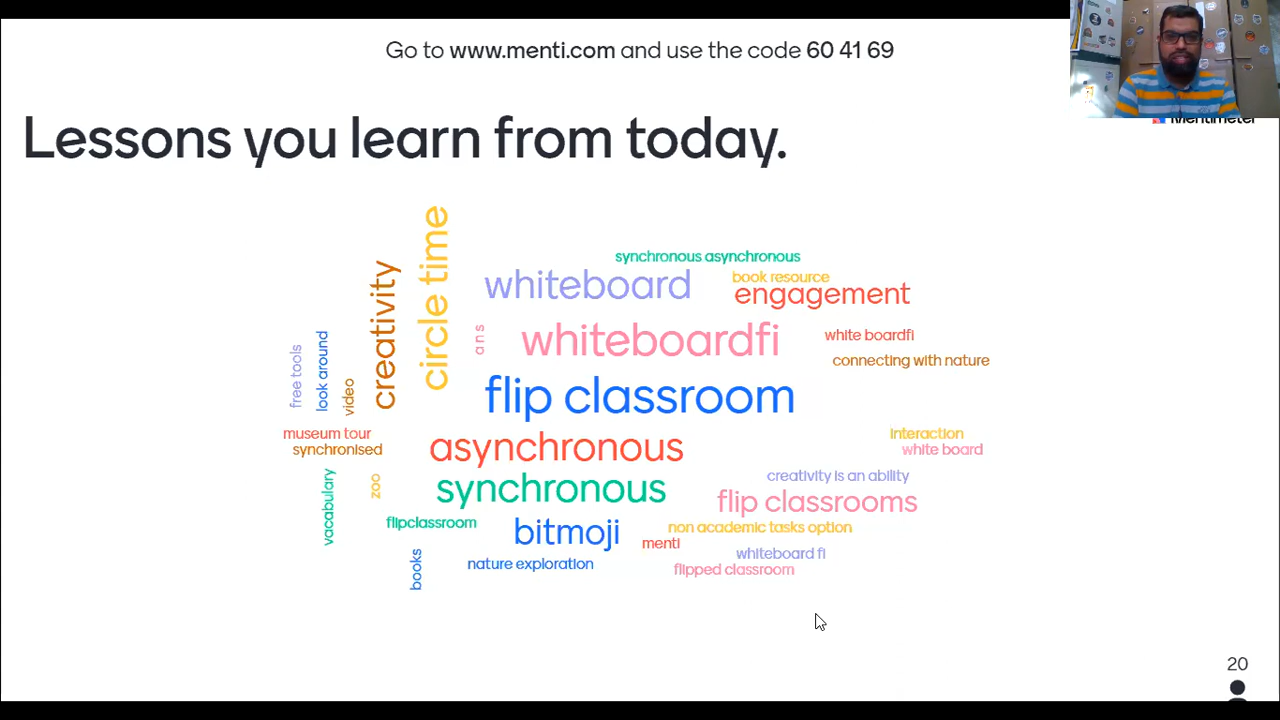 Go to www.menti.com and use the code 60 41 69
Mentimeter
Lessons you learn from today.
circle time
synchronous asynchronous
creativity
whiteboard
book resource
engagement
ans
whiteboardfi
white boardfi
free tools
look around
video
connecting with nature
flip classroom
museum tour
asynchronous
interaction
synchronised
white board
vacabulary
zoo
synchronous
creativity is an ability
flip classrooms
flipclassroom
bitmoji
non academic tasks option
menti
books
nature exploration
whiteboard fi
flipped classroom
20